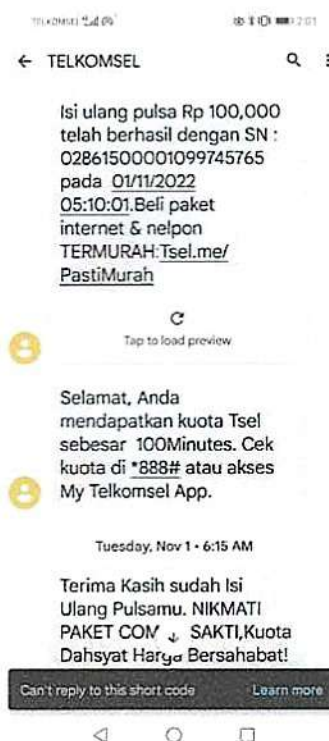 TELKOMSEL
2:01
← TELKOMSEL
Isi ulang pulsa Rp 100,000
telah berhasil dengan SN :
02861500001099745765
pada 01/11/2022
05:10:01.Beli paket
internet & nelpon
TERMURAH:Tsel.me/
PastiMurah
Tap to load preview
Selamat, Anda
mendapatkan kuota Tsel
sebesar 100Minutes. Cek
kuota di *888# atau akses
My Telkomsel App.
Tuesday, Nov 1 • 6:15 AM
Terima Kasih sudah Isi
Ulang Pulsamu. NIKMATI
PAKET COM SAKTI,Kuota
Dahsyat Harga Bersahabat!
Can't reply to this short code Learn more